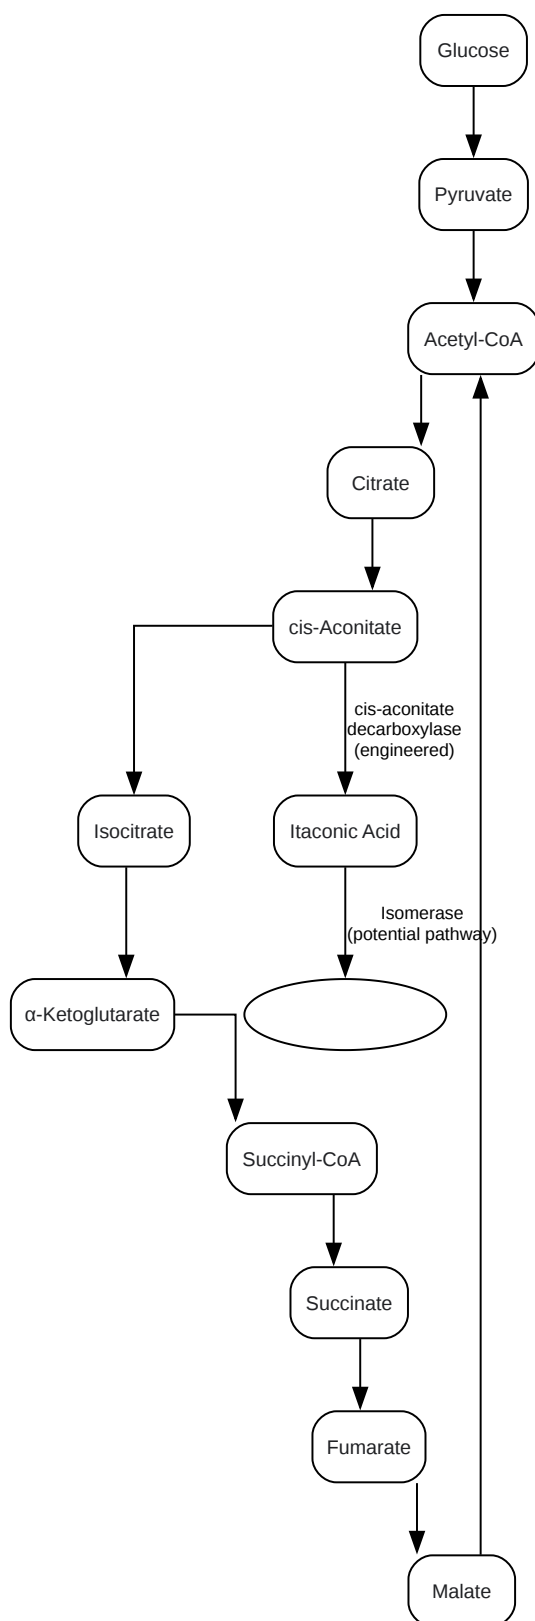 Glucose
Pyruvate
Acetyl-CoA
Citrate
cis-Aconitate
cis-aconitate
decarboxylase
(engineered)
Isocitrate
Itaconic Acid
Isomerase
(potential pathway)
α-Ketoglutarate
Succinyl-CoA
Succinate
Fumarate
Malate